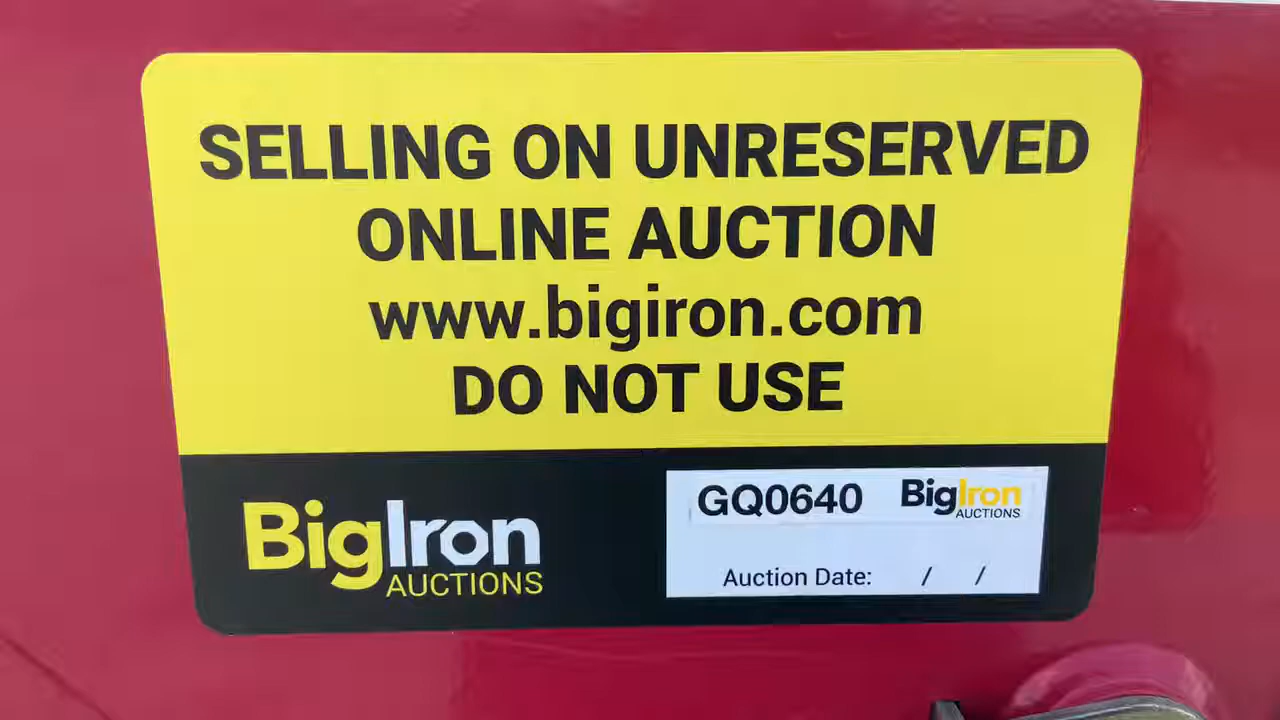 SELLING ON UNRESERVED
ONLINE AUCTION
www.bigiron.com
DO NOT USE
BigIron
AUCTIONS
GQ0640 BigIron
AUCTIONS
Auction Date: / /